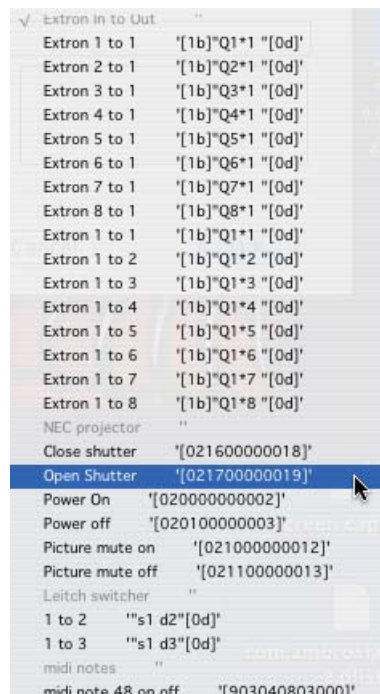 √ Extron In to Out ''
Extron 1 to 1 '[1b]"Q1*1 "[0d]'
Extron 2 to 1 '[1b]"Q2*1 "[0d]'
Extron 3 to 1 '[1b]"Q3*1 "[0d]'
Extron 4 to 1 '[1b]"Q4*1 "[0d]'
Extron 5 to 1 '[1b]"Q5*1 "[0d]'
Extron 6 to 1 '[1b]"Q6*1 "[0d]'
Extron 7 to 1 '[1b]"Q7*1 "[0d]'
Extron 8 to 1 '[1b]"Q8*1 "[0d]'
Extron 1 to 1 '[1b]"Q1*1 "[0d]'
Extron 1 to 2 '[1b]"Q1*2 "[0d]'
Extron 1 to 3 '[1b]"Q1*3 "[0d]'
Extron 1 to 4 '[1b]"Q1*4 "[0d]'
Extron 1 to 5 '[1b]"Q1*5 "[0d]'
Extron 1 to 6 '[1b]"Q1*6 "[0d]'
Extron 1 to 7 '[1b]"Q1*7 "[0d]'
Extron 1 to 8 '[1b]"Q1*8 "[0d]'
NEC projector ''
Close shutter '[021600000018]'
Open Shutter '[021700000019]'
Power On '[020000000002]'
Power off '[020100000003]'
Picture mute on '[021000000012]'
Picture mute off '[021100000013]'
Leitch switcher ''
1 to 2 '"s1 d2"[0d]'
1 to 3 '"s1 d3"[0d]'
midi notes ''
midi note 48 on off '[903040803000]'